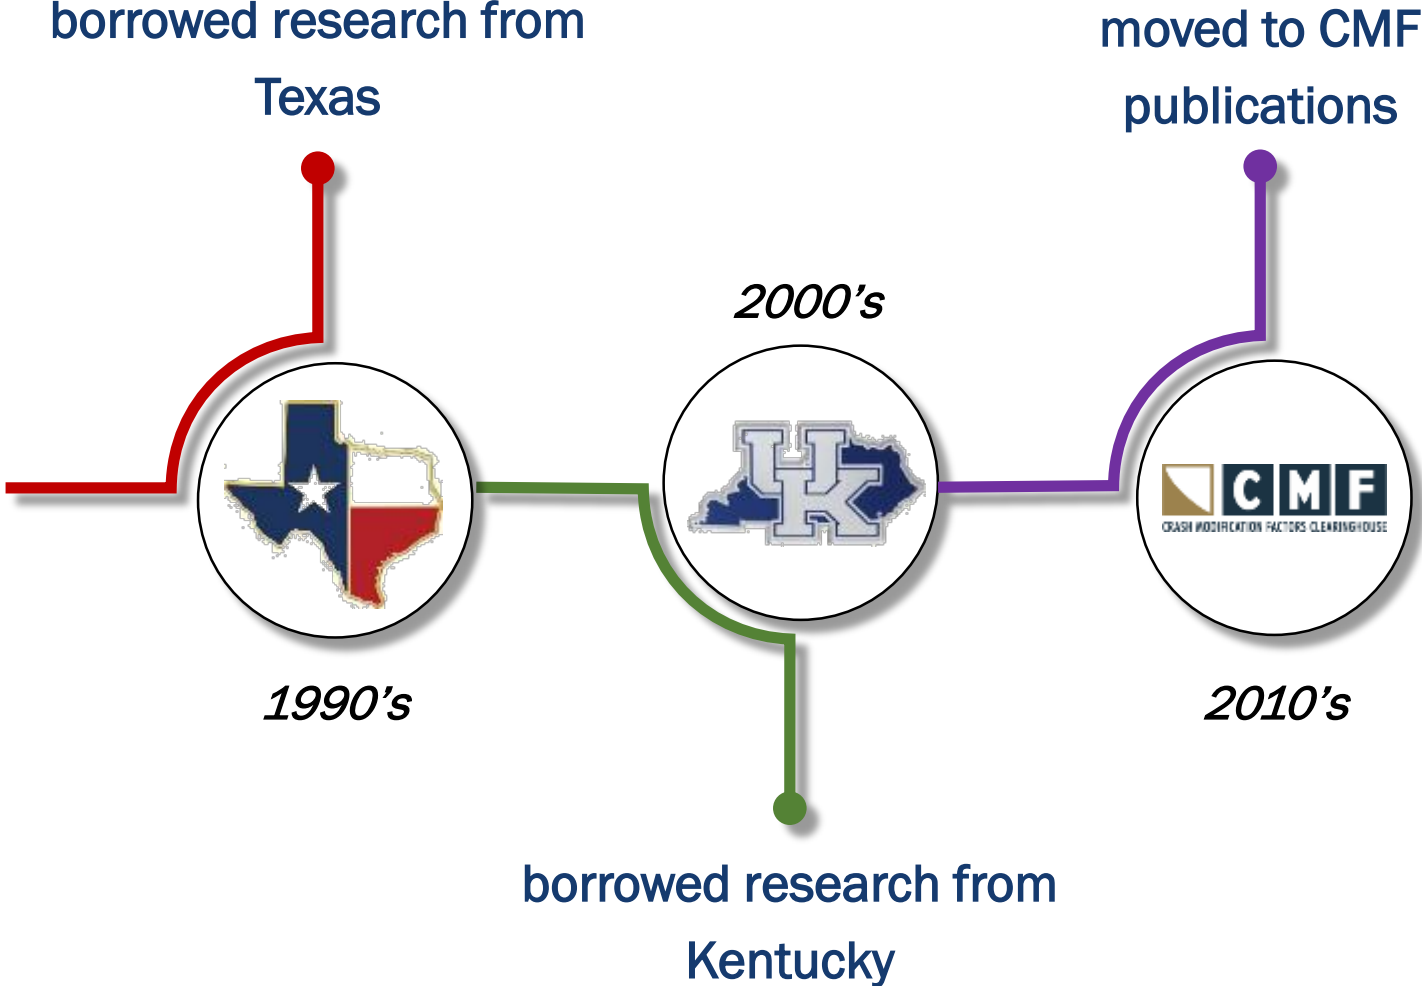 borrowed research from
Texas
1990's
2000's
UK
borrowed research from
Kentucky
moved to CMF
publications
CMF
CRASH MODIFICATION FACTORS CLEARINGHOUSE
2010's